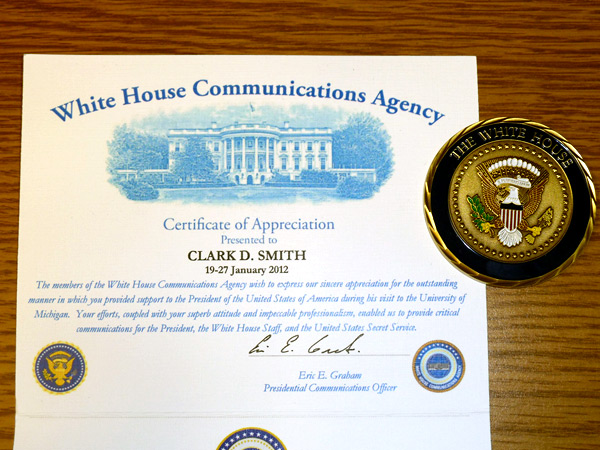 White House Communications Agency
THE WHITE HOUSE
Certificate of Appreciation
Presented to
CLARK D. SMITH
19-27 January 2012
The members of the White House Communications Agency wish to express our sincere appreciation for the outstanding
manner in which you provided support to the President of the United States of America during his visit to the University of
Michigan. Your efforts, coupled with your superb attitude and impeccable professionalism, enabled us to provide critical
communications for the President, the White House Staff, and the United States Secret Service.
Eric E. Graham
Presidential Communications Officer